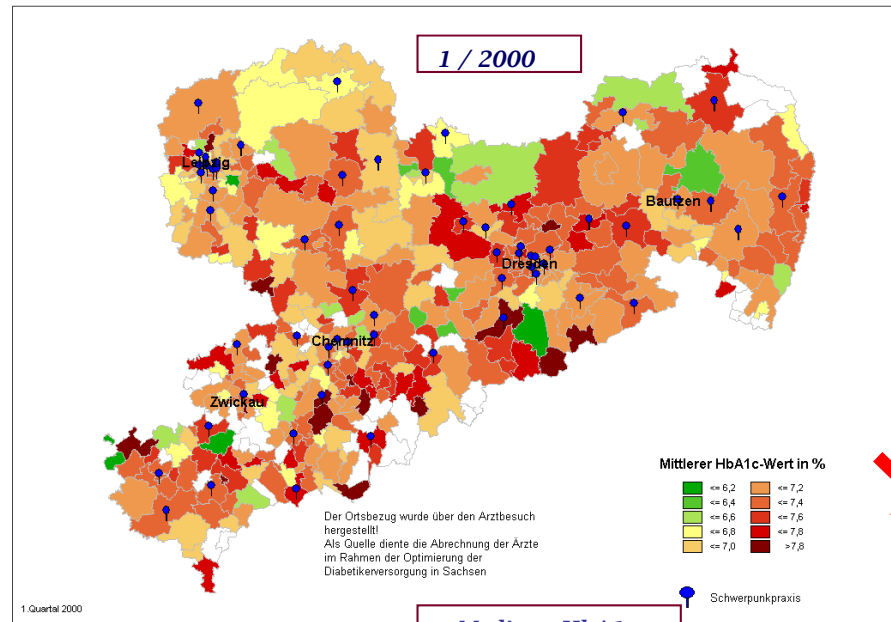 1 / 2000
Leipzig
Bautzen
Dresden
Chemnitz
Zwickau
Mittlerer HbA1c-Wert in %
<= 6,2 <= 7,2
<= 6,4 <= 7,4
<= 6,6 <= 7,6
<= 6,8 <= 7,8
<= 7,0 >7,8
Der Ortsbezug wurde über den Arztbesuch
hergestellt!
Als Quelle diente die Abrechnung der Ärzte
im Rahmen der Optimierung der
Diabetikerversorgung in Sachsen
Schwerpunkpraxis
1.Quartal 2000